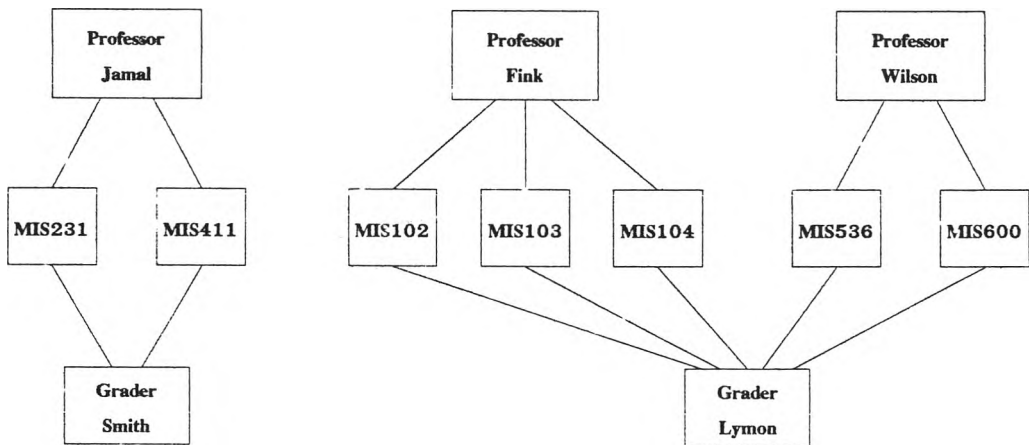 Professor
Jamal
Professor
Fink
Professor
Wilson
MIS231
MIS411
MIS102
MIS103
MIS104
MIS536
MIS600
Grader
Smith
Grader
Lymon